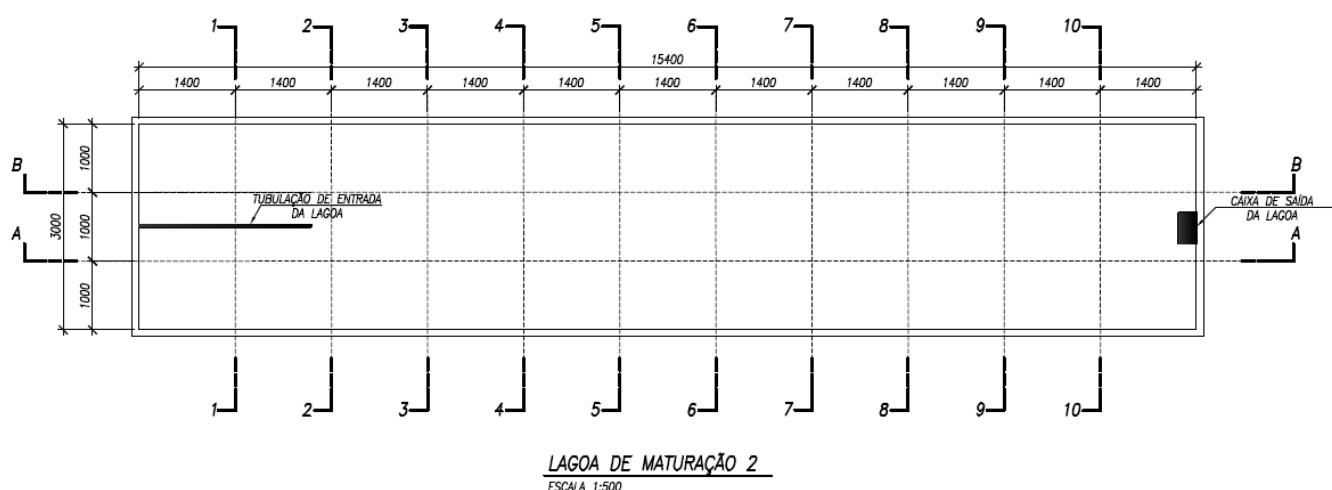 1 2 3 4 5 6 7 8 9 10
15400
1400 1400 1400 1400 1400 1400 1400 1400 1400 1400 1400
B 1000 B
TUBULAÇÃO DE ENTRADA
DA LAGOA
CAIXA DE SAÍDA
DA LAGOA
A 3000 1000 A
1000
1 2 3 4 5 6 7 8 9 10
LAGOA DE MATURAÇÃO 2
ESCALA 1:500